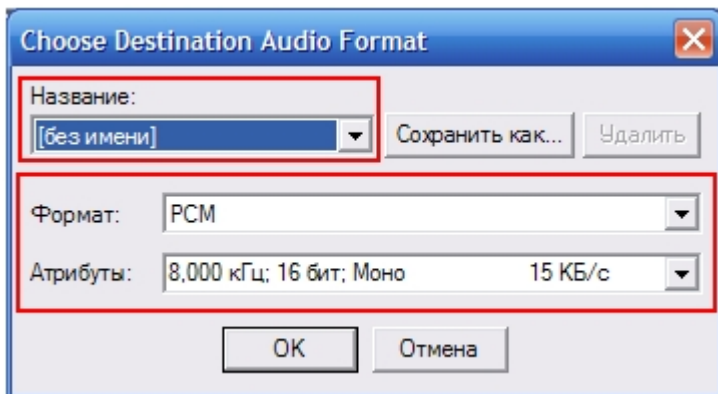 Choose Destination Audio Format
Название:
[без имени] Сохранить как... Удалить
Формат: PCM
Атрибуты: 8,000 кГц; 16 бит; Моно 15 КБ/с
OK Отмена